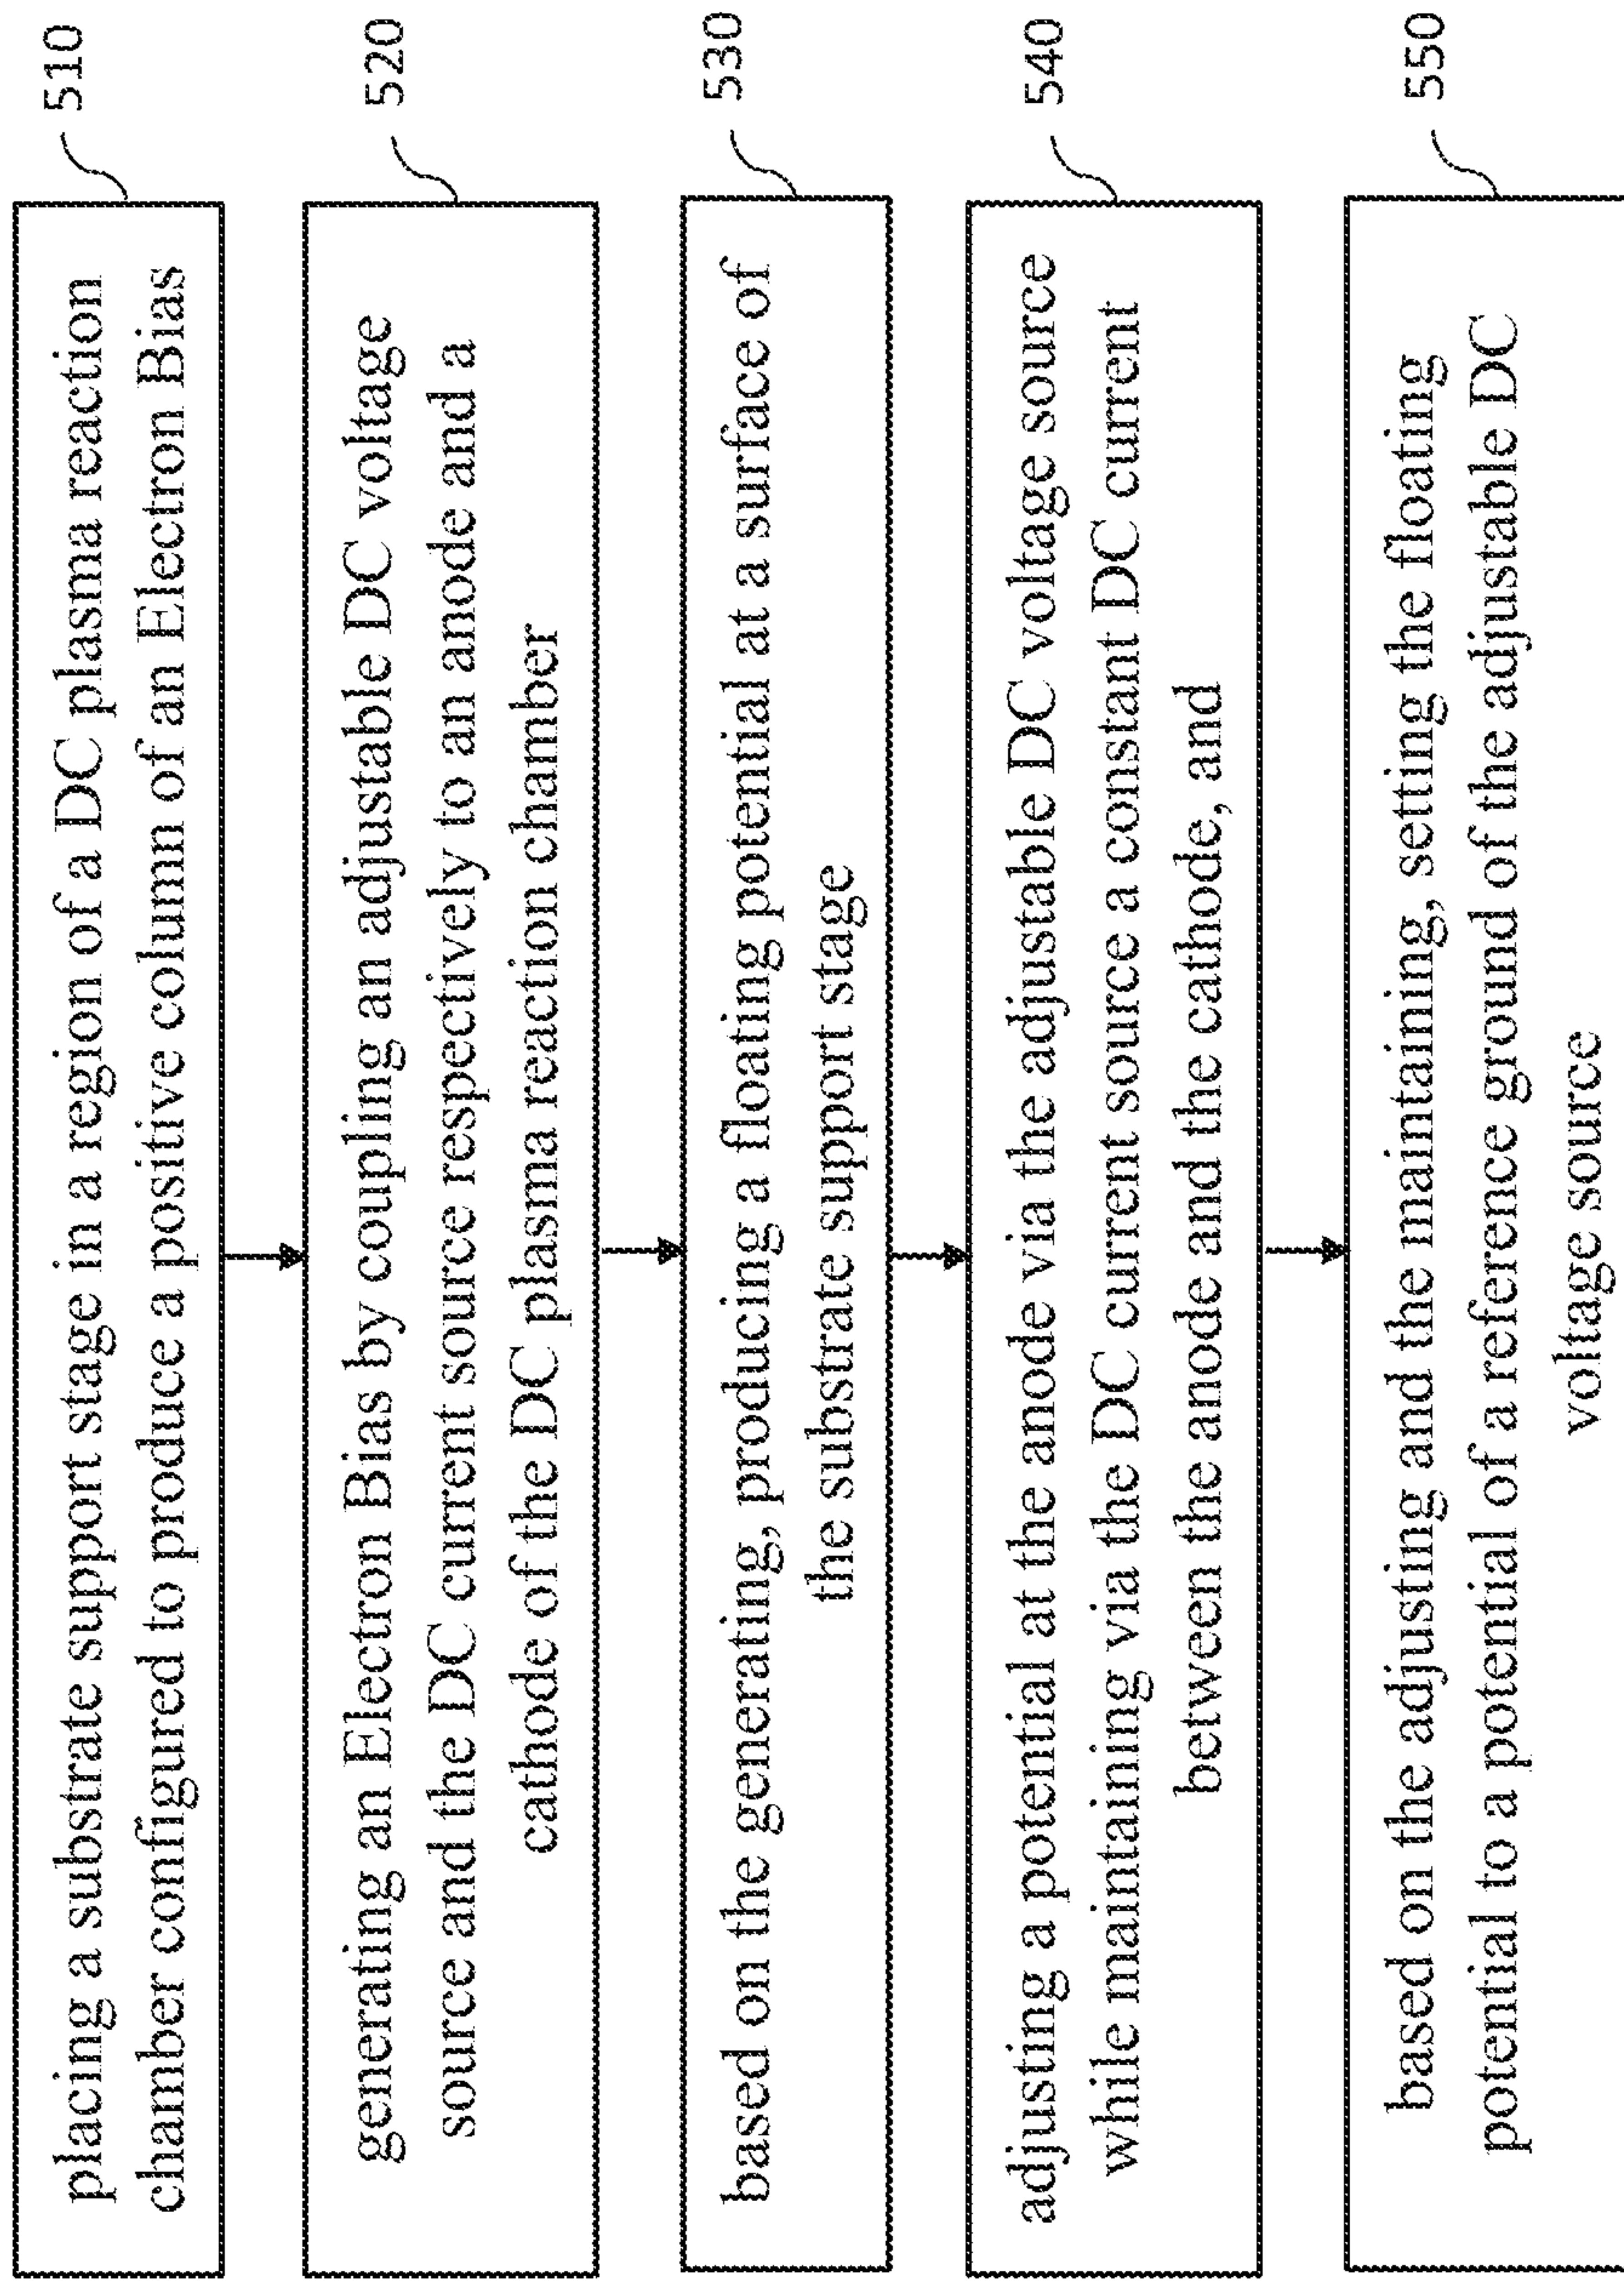 placing a substrate support stage in a region of a DC plasma reaction
chamber configured to produce a positive column of an Electron Bias
510
generating an Electron Bias by coupling an adjustable DC voltage
source and the DC current source respectively to an anode and a
cathode of the DC plasma reaction chamber
520
based on the generating, producing a floating potential at a surface of
the substrate support stage
530
adjusting a potential at the anode via the adjustable DC voltage source
while maintaining via the DC current source a constant DC current
between the anode and the cathode, and
540
based on the adjusting and the maintaining, setting the floating
potential to a potential of a reference ground of the adjustable DC
voltage source
550